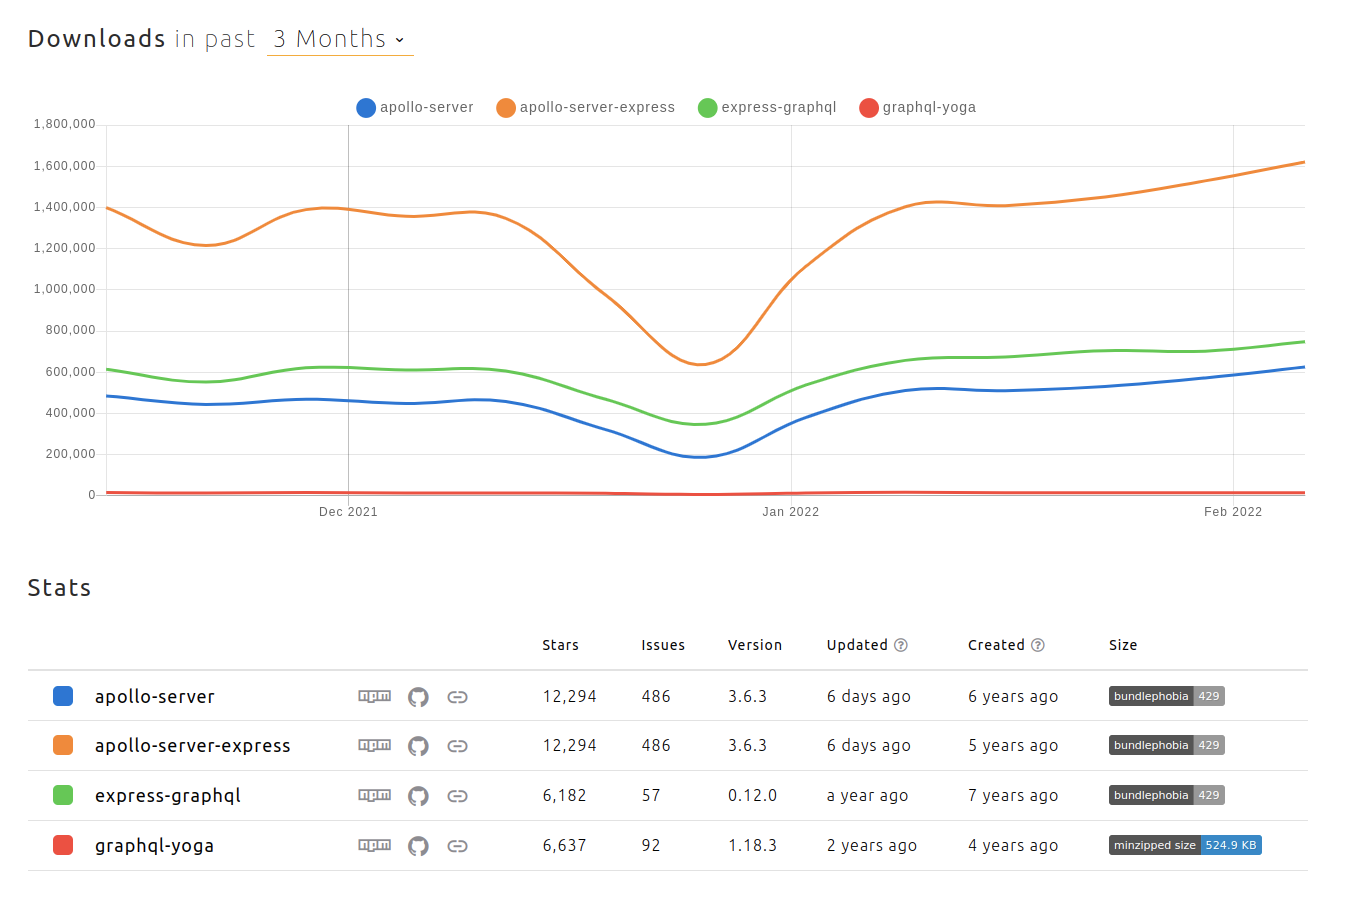 Downloads in past 3 Months
apollo-server apollo-server-express express-graphql graphql-yoga
1,800,000
1,600,000
1,400,000
1,200,000
1,000,000
800,000
600,000
400,000
200,000
0
Dec 2021 Jan 2022 Feb 2022
Stats
Stars Issues Version Updated ? Created ? Size
apollo-server npm 12,294 486 3.6.3 6 days ago 6 years ago bundlephobia 429
apollo-server-express npm 12,294 486 3.6.3 6 days ago 5 years ago bundlephobia 429
express-graphql npm 6,182 57 0.12.0 a year ago 7 years ago bundlephobia 429
graphql-yoga npm 6,637 92 1.18.3 2 years ago 4 years ago minzipped size 524.9 KB